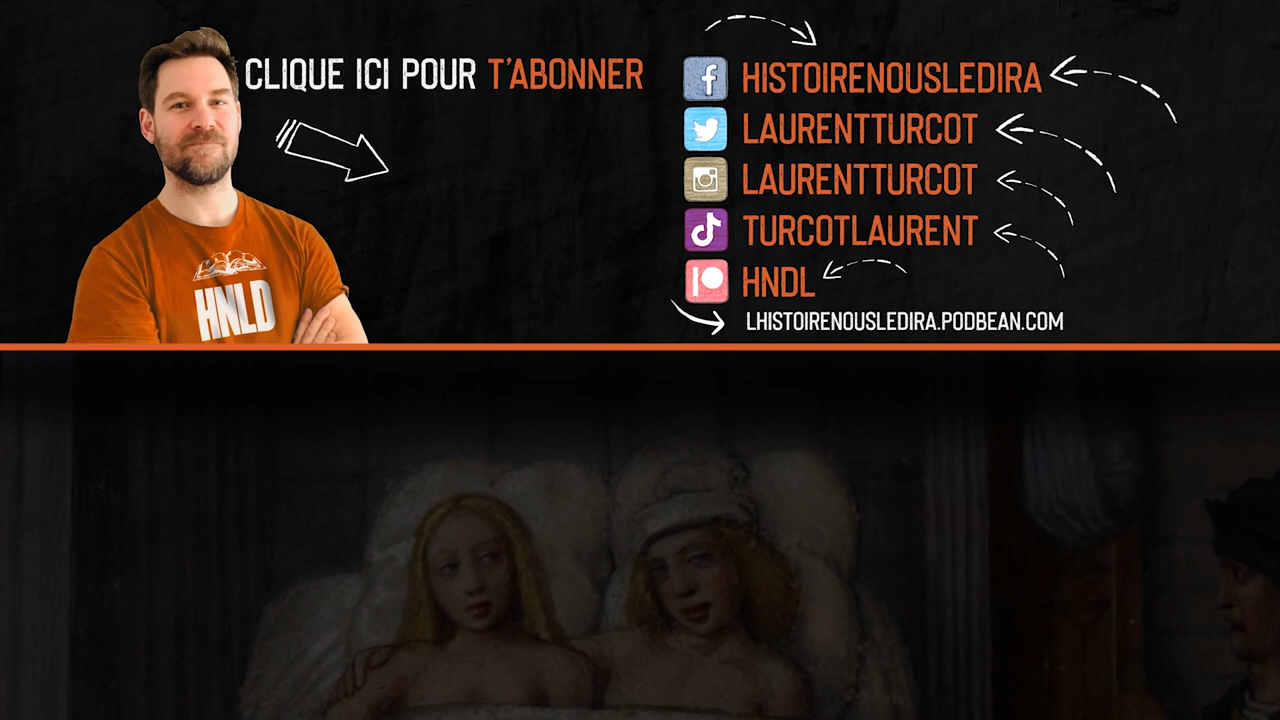 CLIQUE ICI POUR T'ABONNER
HNLD
HISTOIRENOUSLEDIRA
LAURENTTURCOT
LAURENTTURCOT
TURCOTLAURENT
HNDL
LHISTOIRENOUSLEDIRA.PODBEAN.COM